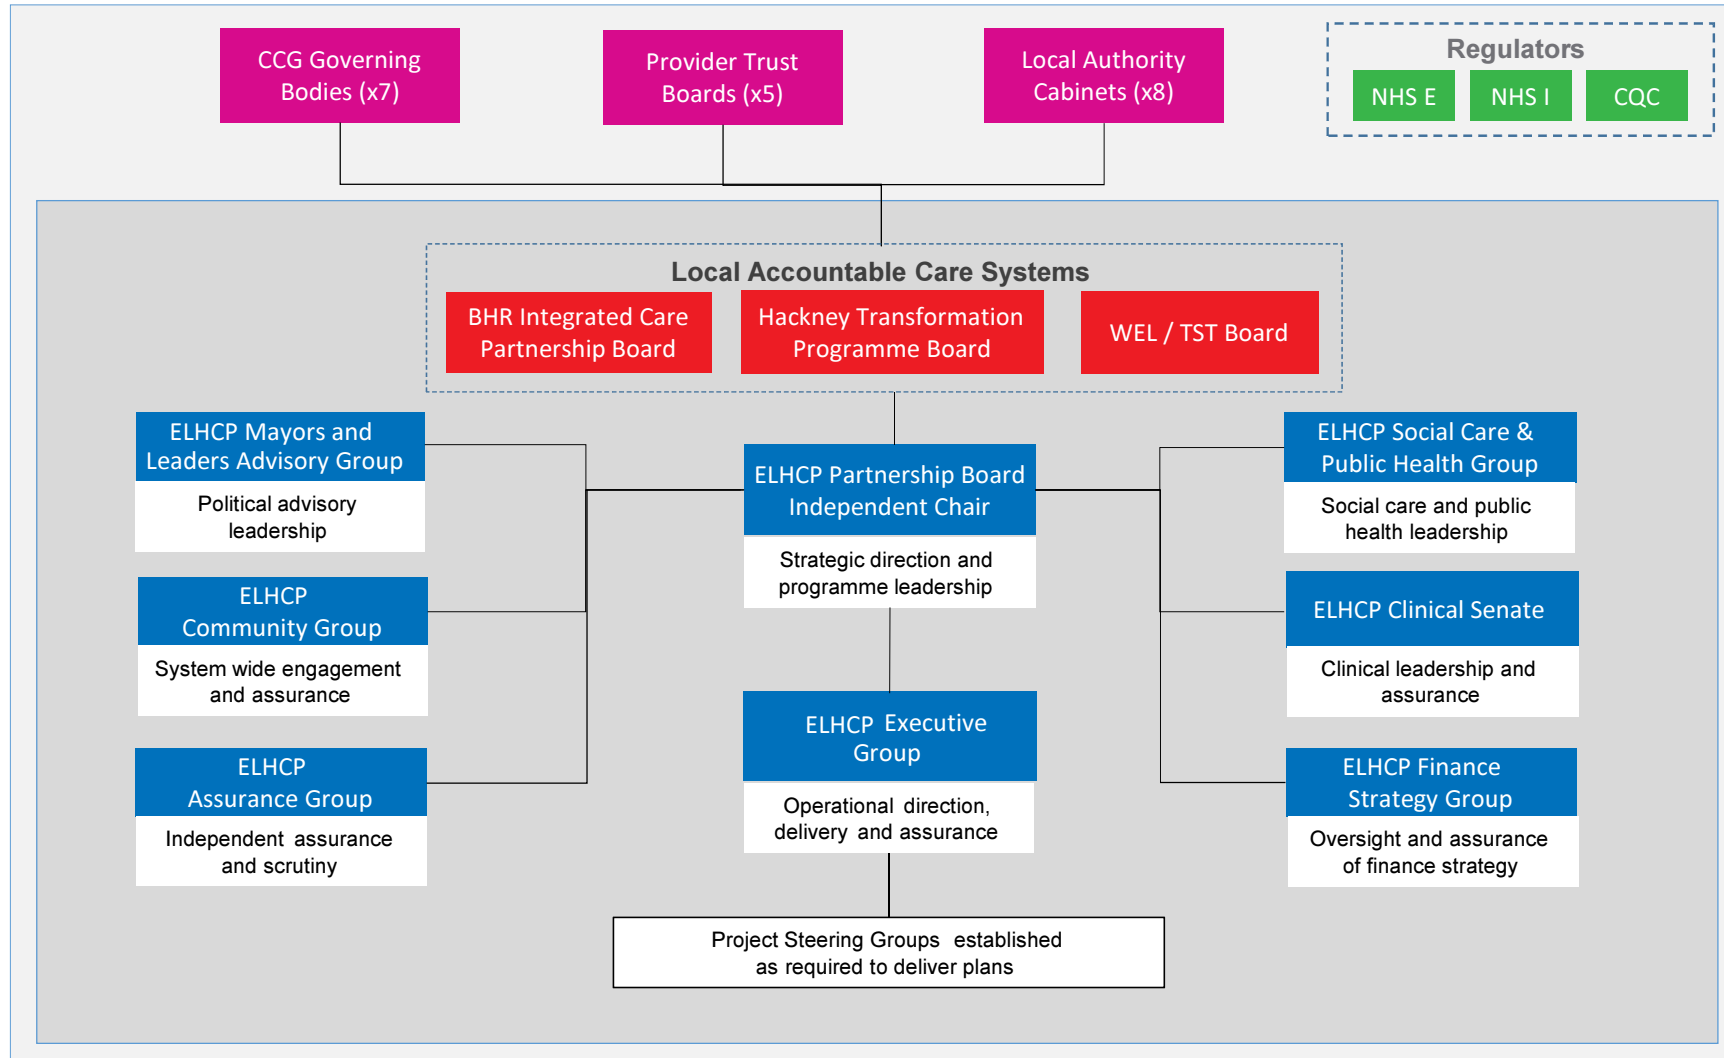 CCG Governing
Bodies (x7)
Provider Trust
Boards (x5)
Local Authority
Cabinets (x8)
Regulators
NHS E
NHS I
CQC
Local Accountable Care Systems
BHR Integrated Care
Partnership Board
Hackney Transformation
Programme Board
WEL / TST Board
ELHCP Mayors and
Leaders Advisory Group
Political advisory
leadership
ELHCP
Community Group
System wide engagement
and assurance
ELHCP
Assurance Group
Independent assurance
and scrutiny
ELHCP Partnership Board
Independent Chair
Strategic direction and
programme leadership
ELHCP Executive
Group
Operational direction,
delivery and assurance
Project Steering Groups established
as required to deliver plans
ELHCP Social Care &
Public Health Group
Social care and public
health leadership
ELHCP Clinical Senate
Clinical leadership and
assurance
ELHCP Finance
Strategy Group
Oversight and assurance
of finance strategy